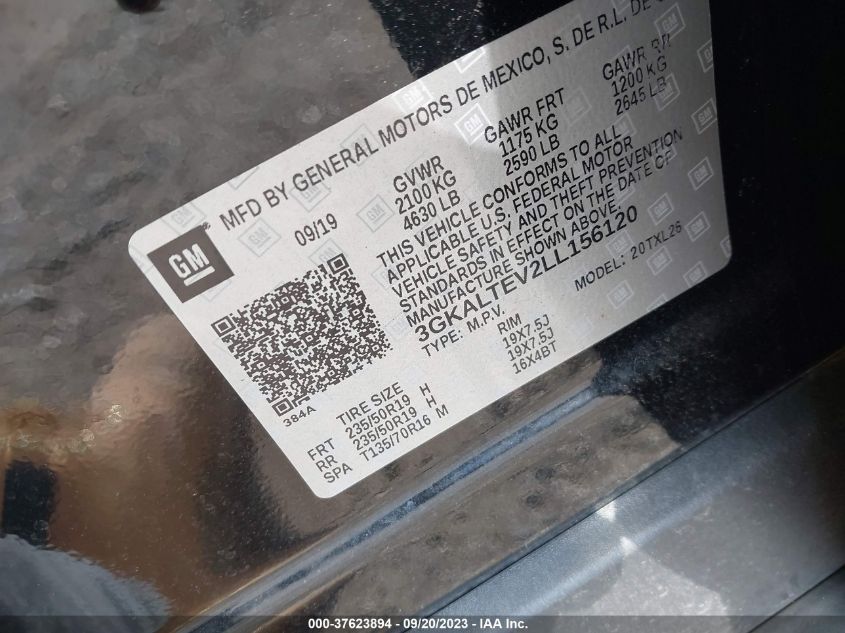 GM
MFD BY GENERAL MOTORS DE MEXICO, S. DE R.L. DE
09/19 GVWR GAWR FRT GAWR RR
2100 KG 1175 KG 1200 KG
4630 LB 2590 LB 2645 LB
THIS VEHICLE CONFORMS TO ALL
APPLICABLE U.S. FEDERAL MOTOR
VEHICLE SAFETY AND THEFT PREVENTION
STANDARDS IN EFFECT ON THE DATE OF
MANUFACTURE SHOWN ABOVE.
3GKALTEV2LL156120
TYPE: M.P.V. MODEL: 20TXL26
384A
TIRE SIZE RIM
FRT 235/50R19 H 19X7.5J
RR 235/50R19 H 19X7.5J
SPA T135/70R16 M 16X4BT
000-37623894 - 09/20/2023 - IAA Inc.